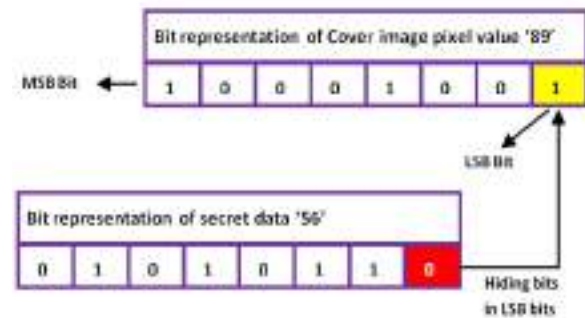 Bit representation of Cover image pixel value '89'
MSB Bit
1 0 0 0 1 0 0 1
LSB Bit
Bit representation of secret data '56'
0 1 0 1 0 1 1 0
Hiding bits
in LSB bits